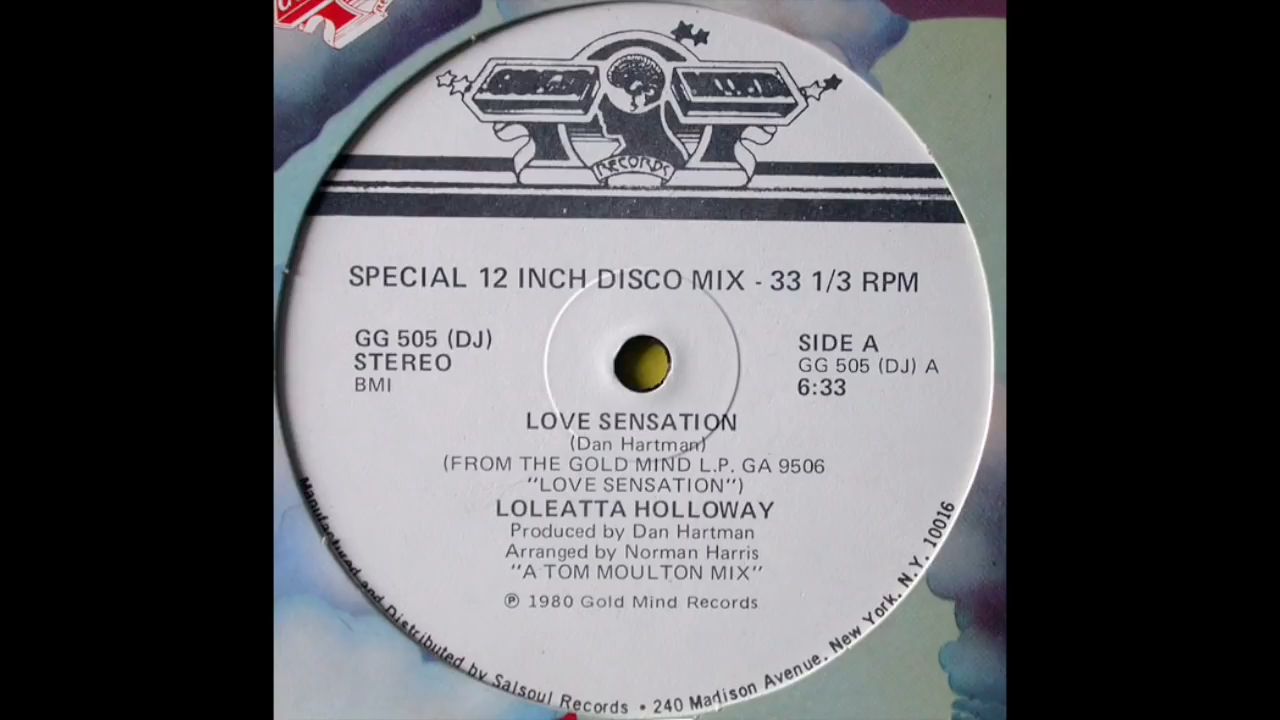 RECORDS
SPECIAL 12 INCH DISCO MIX - 33 1/3 RPM
GG 505 (DJ)
STEREO
BMI
SIDE A
GG 505 (DJ) A
6:33
LOVE SENSATION
(Dan Hartman)
(FROM THE GOLD MIND L.P. GA 9506
"LOVE SENSATION")
LOLEATTA HOLLOWAY
Produced by Dan Hartman
Arranged by Norman Harris
"A TOM MOULTON MIX"
℗ 1980 Gold Mind Records
Manufactured and Distributed by Salsoul Records • 240 Madison Avenue, New York, N.Y. 10016